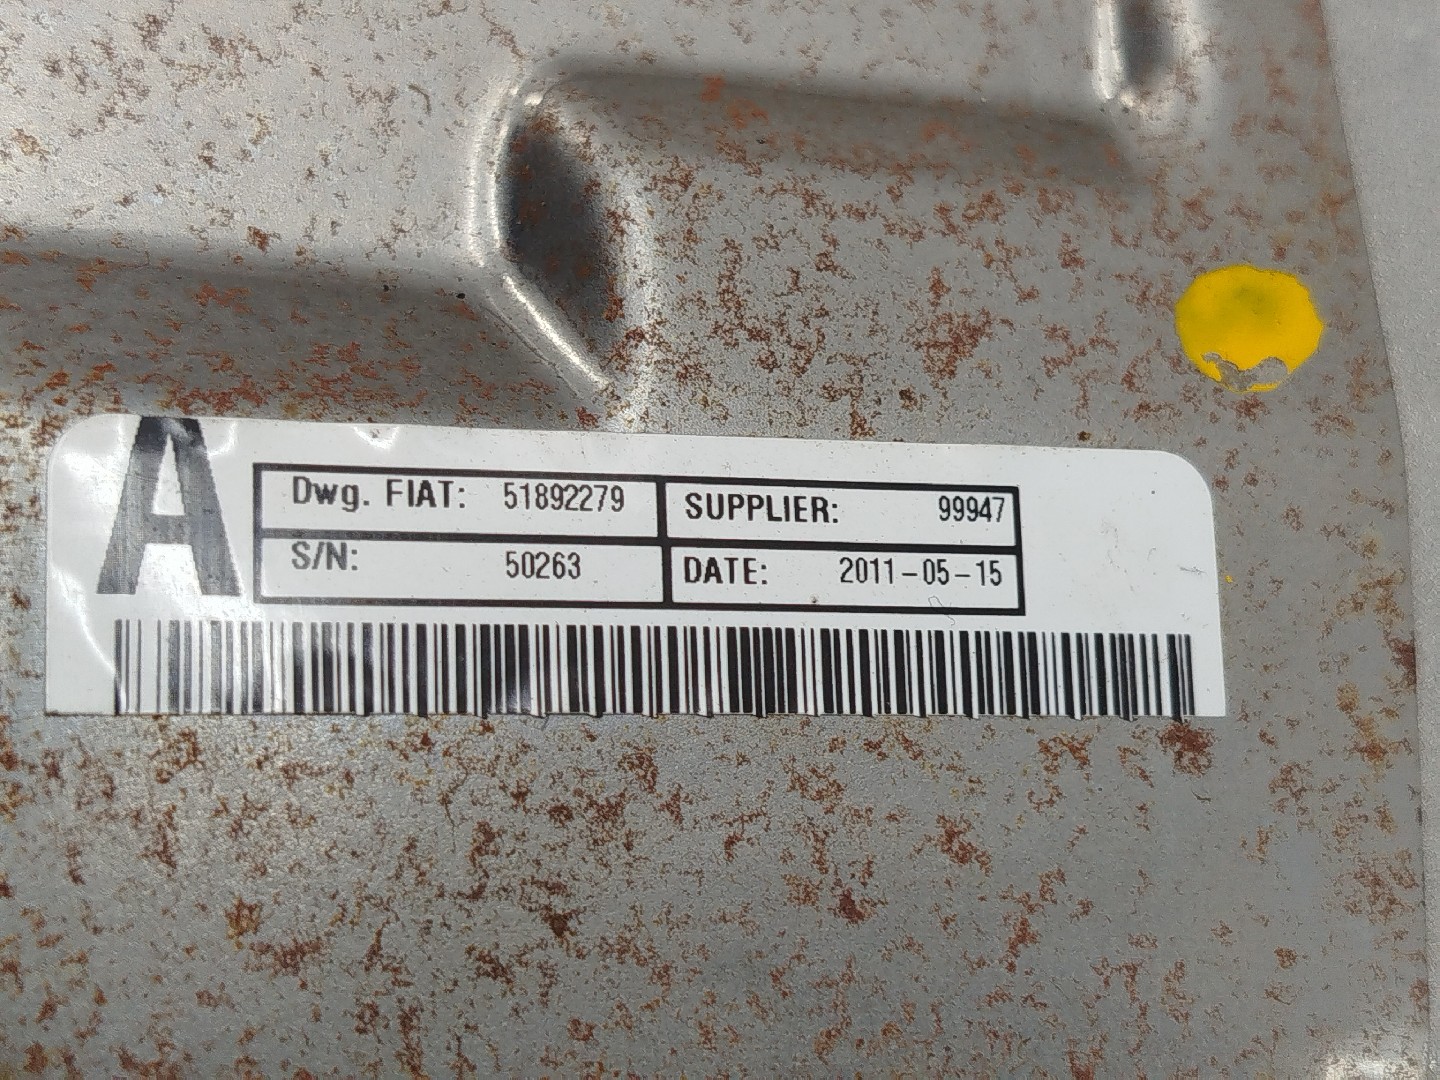 A
Dwg. FIAT: 51892279 SUPPLIER: 99947
S/N: 50263 DATE: 2011-05-15